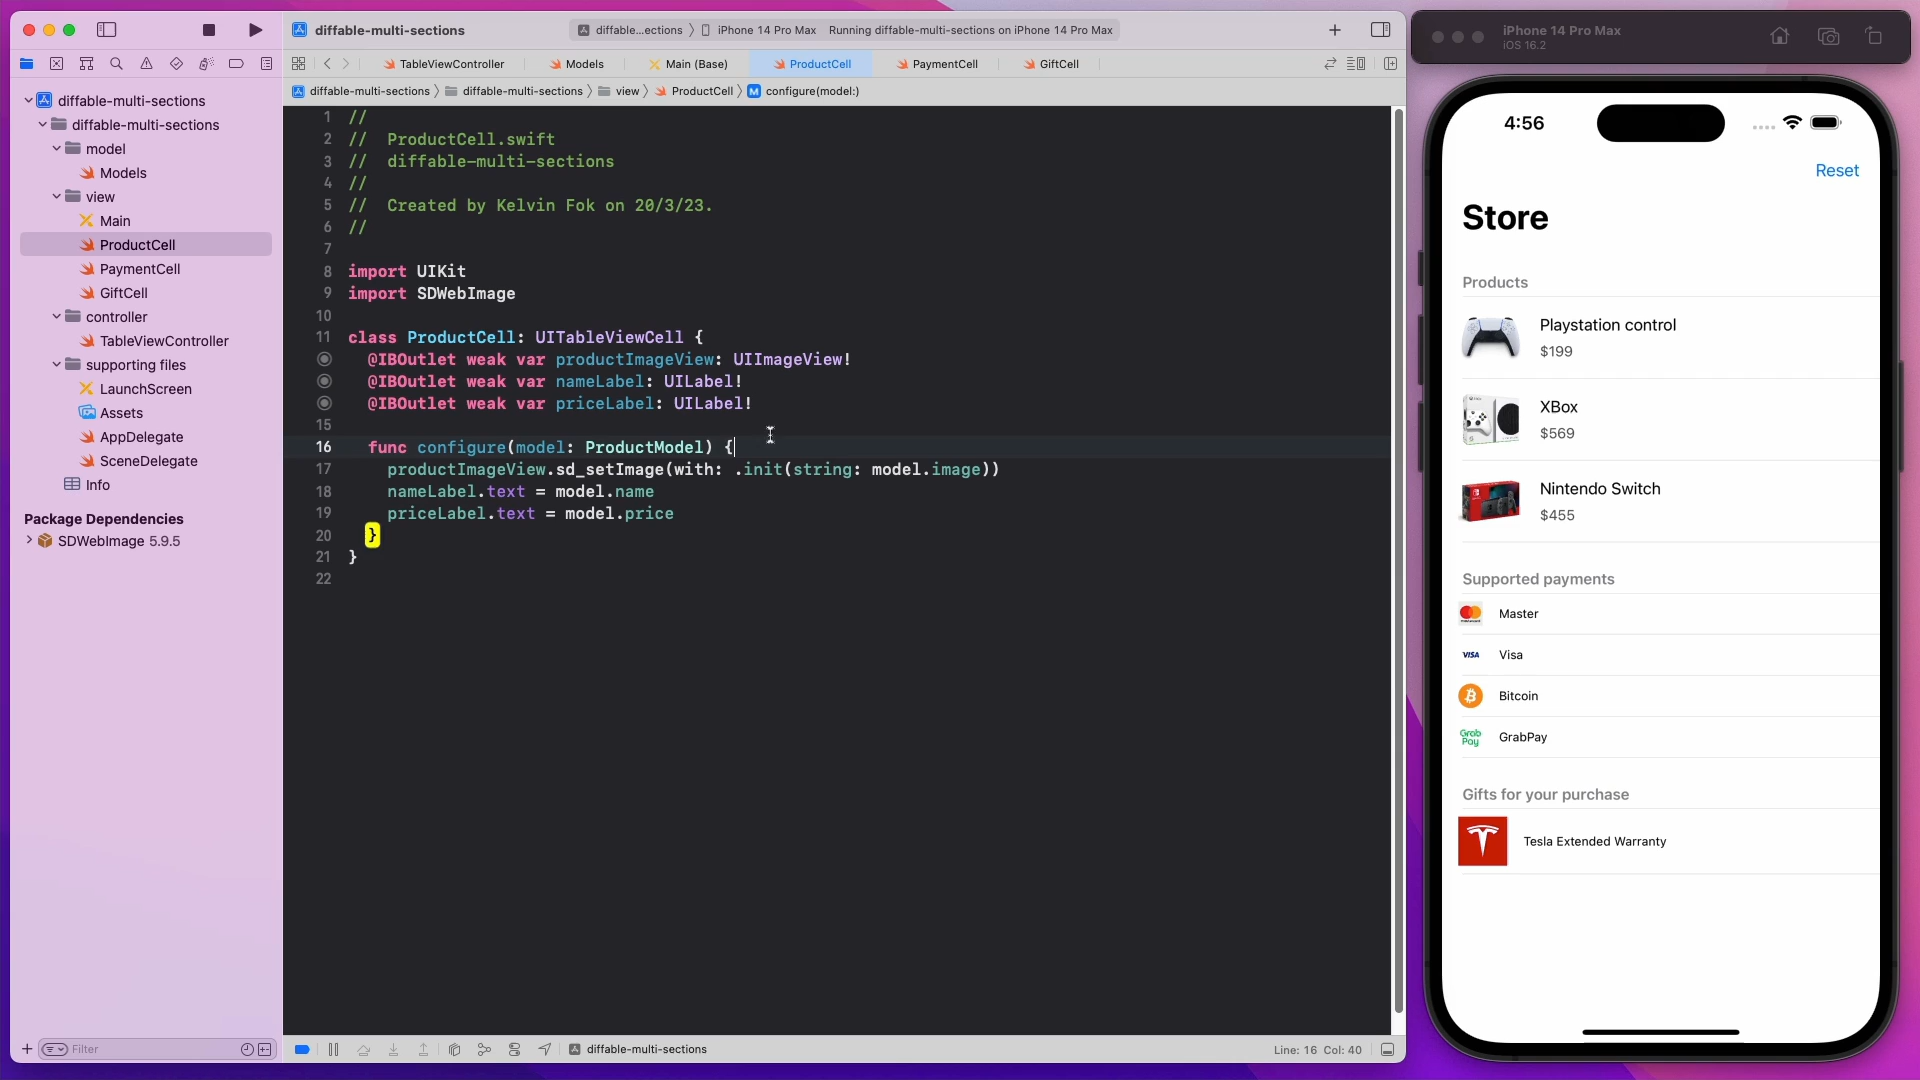 diffable-multi-sections
diffable...ections 〉 iPhone 14 Pro Max Running diffable-multi-sections on iPhone 14 Pro Max
TableViewController Models Main (Base) ProductCell PaymentCell GiftCell
diffable-multi-sections 〉 diffable-multi-sections 〉 view 〉 ProductCell 〉 M configure(model:)
diffable-multi-sections
diffable-multi-sections
model
Models
view
Main
ProductCell
PaymentCell
GiftCell
controller
TableViewController
supporting files
LaunchScreen
Assets
AppDelegate
SceneDelegate
Info
Package Dependencies
SDWebImage 5.9.5
Filter
1 //
2 //  ProductCell.swift
3 //  diffable-multi-sections
4 //
5 //  Created by Kelvin Fok on 20/3/23.
6 //
7
8 import UIKit
9 import SDWebImage
10
11 class ProductCell: UITableViewCell {
@IBOutlet weak var productImageView: UIImageView!
@IBOutlet weak var nameLabel: UILabel!
@IBOutlet weak var priceLabel: UILabel!
15
16 func configure(model: ProductModel) {
17 productImageView.sd_setImage(with: .init(string: model.image))
18 nameLabel.text = model.name
19 priceLabel.text = model.price
20 }
21 }
22
diffable-multi-sections
Line: 16 Col: 40
iPhone 14 Pro Max
iOS 16.2
4:56
Reset
Store
Products
Playstation control
$199
XBox
$569
Nintendo Switch
$455
Supported payments
Master
VISA Visa
Bitcoin
Grab
Pay
GrabPay
Gifts for your purchase
Tesla Extended Warranty